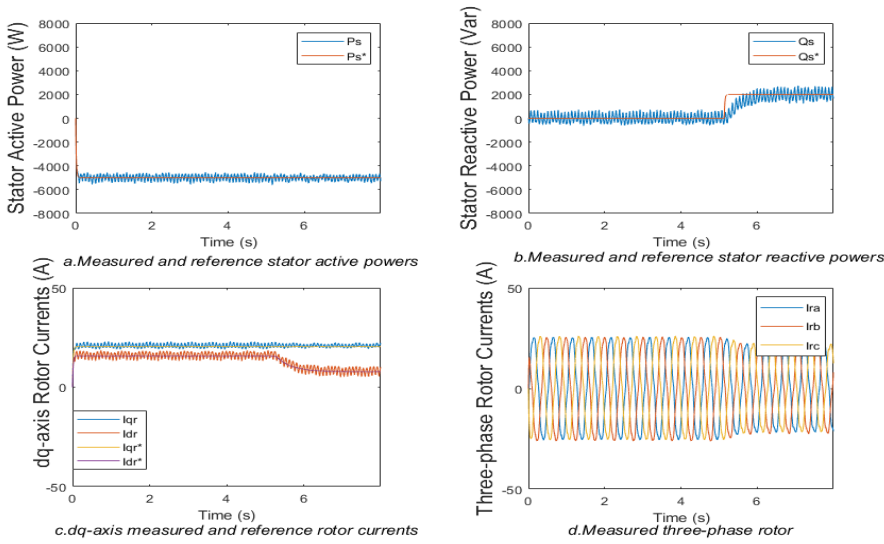 Stator Active Power (W)
8000
6000
4000
2000
0
-2000
-4000
-6000
-8000
0 2 4 6
Time (s)
Ps
Ps*
a.Measured and reference stator active powers
Stator Reactive Power (Var)
8000
6000
4000
2000
0
-2000
-4000
-6000
-8000
0 2 4 6
Time (s)
Qs
Qs*
b.Measured and reference stator reactive powers
dq-axis Rotor Currents (A)
50
0
-50
0 2 4 6
Time (s)
Iqr
Idr
Iqr*
Idr*
c.dq-axis measured and reference rotor currents
Three-phase Rotor Currents (A)
50
0
-50
0 2 4 6
Time (s)
Ira
Irb
Irc
d.Measured three-phase rotor